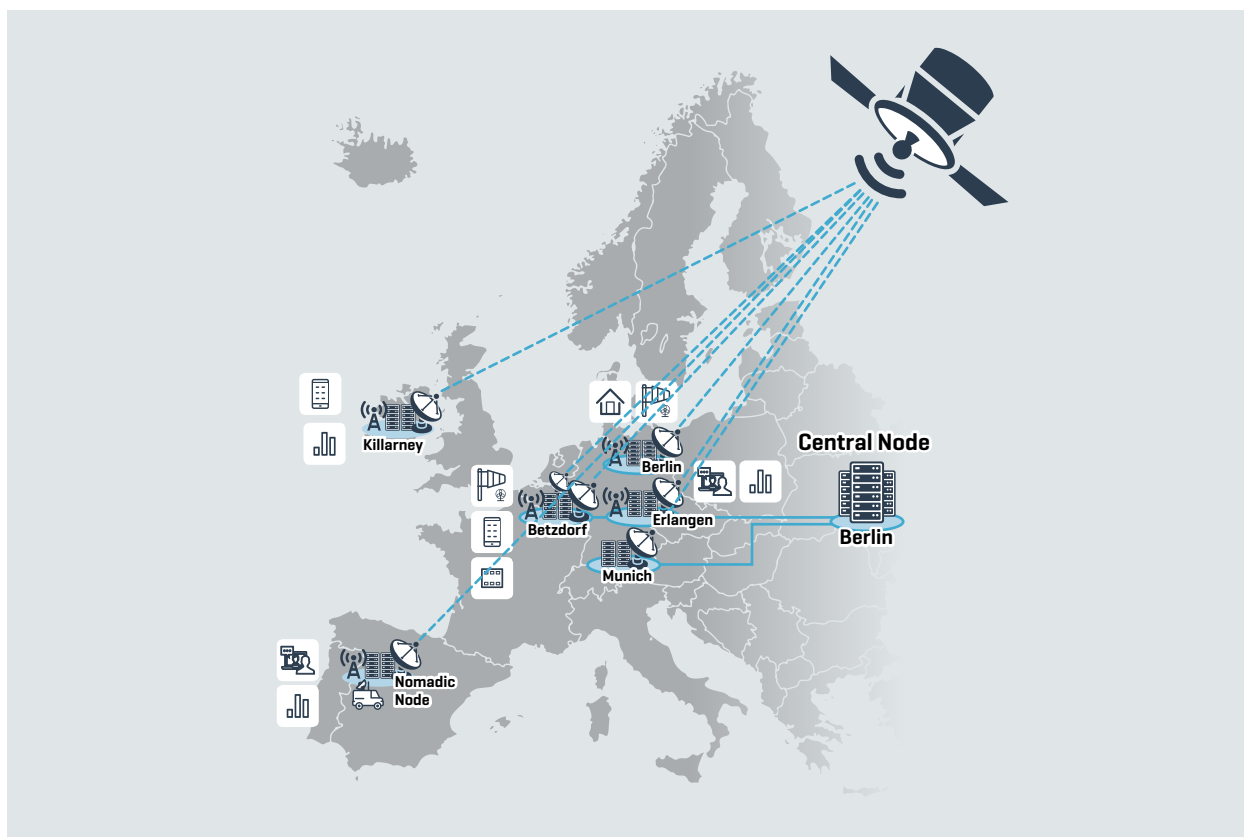 Killarney
Berlin
Central Node
Berlin
Betzdorf
Erlangen
Munich
Nomadic
Node